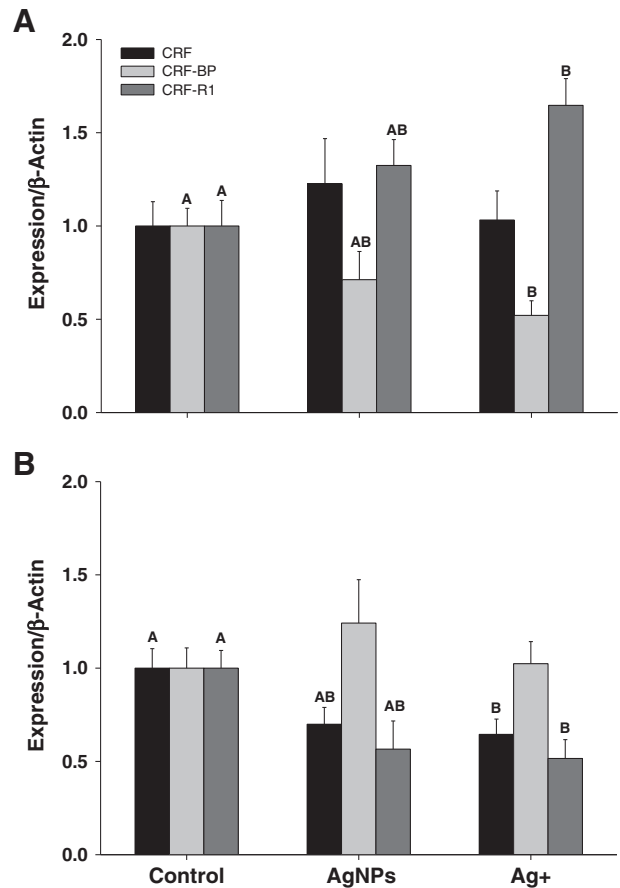 A
2.0
CRF
CRF-BP
CRF-R1
B
1.5
AB
A A
1.0
AB
B
0.5
0.0
Expression/β-Actin
B
2.0
1.5
A A
1.0
AB AB
B
B
0.5
0.0
Expression/β-Actin
Control AgNPs Ag+